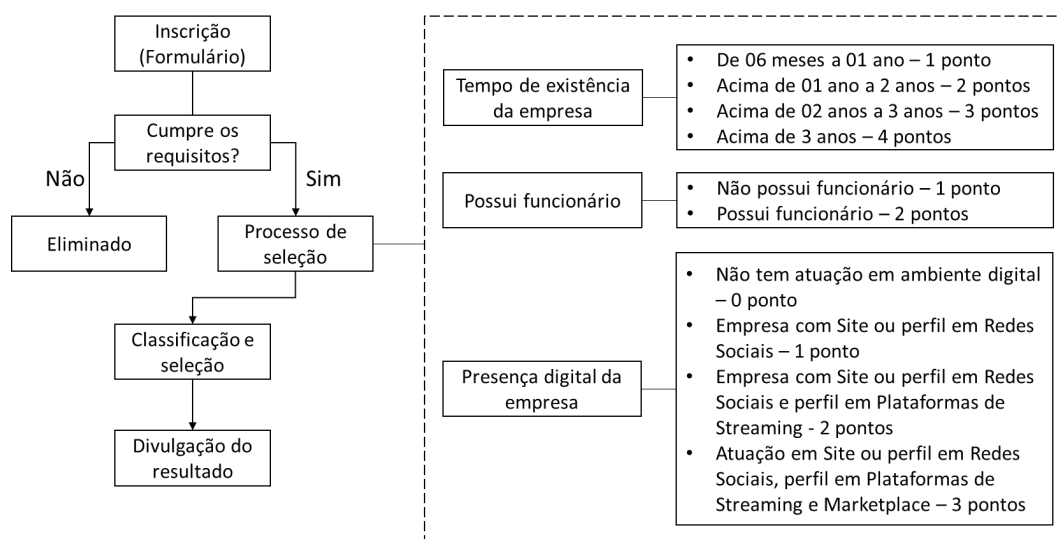 Inscrição
(Formulário)
Cumpre os
requisitos?
Não
Sim
Eliminado
Processo de
seleção
Classificação e
seleção
Divulgação do
resultado
Tempo de existência
da empresa
• De 06 meses a 01 ano – 1 ponto
• Acima de 01 ano a 2 anos – 2 pontos
• Acima de 02 anos a 3 anos – 3 pontos
• Acima de 3 anos – 4 pontos
Possui funcionário
• Não possui funcionário – 1 ponto
• Possui funcionário – 2 pontos
Presença digital da
empresa
• Não tem atuação em ambiente digital
– 0 ponto
• Empresa com Site ou perfil em Redes
Sociais – 1 ponto
• Empresa com Site ou perfil em Redes
Sociais e perfil em Plataformas de
Streaming - 2 pontos
• Atuação em Site ou perfil em Redes
Sociais, perfil em Plataformas de
Streaming e Marketplace – 3 pontos